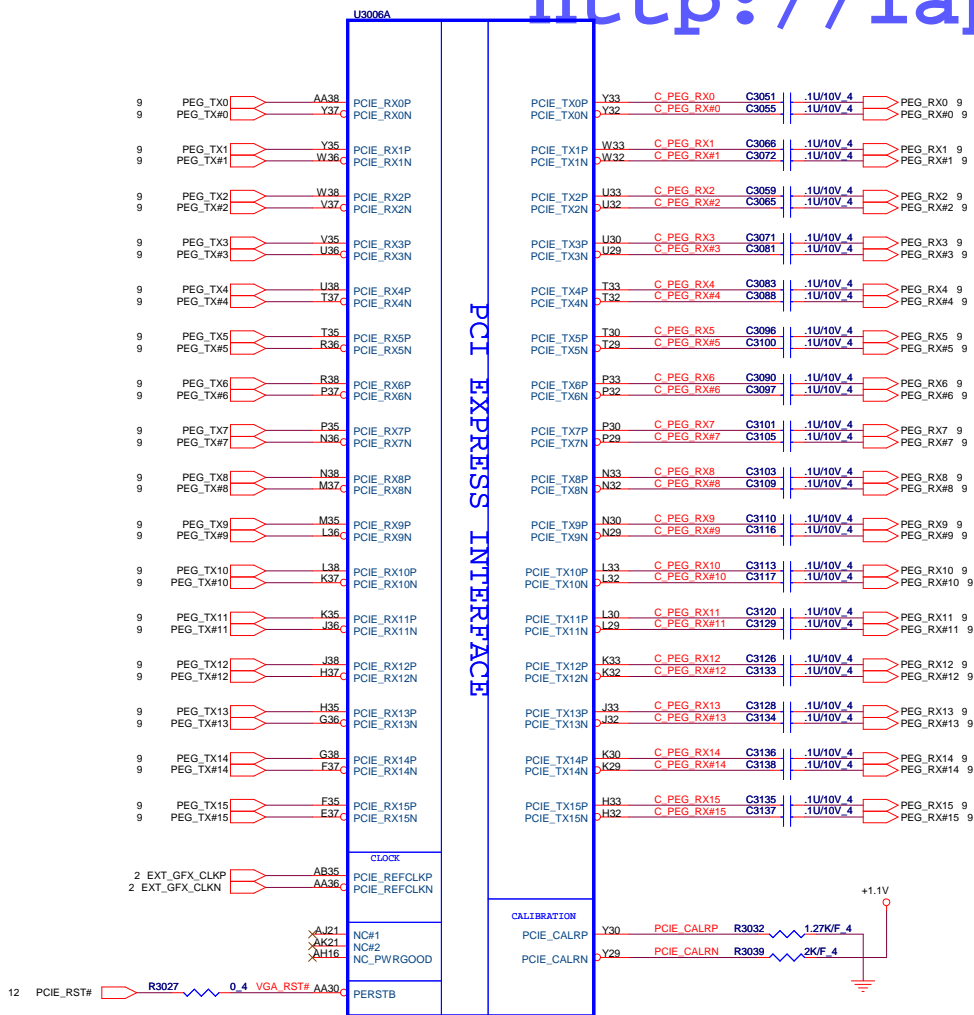 http://lap
U3006A
9 PEG_TX0 AA38 PCIE_RX0P PCIE_TX0P Y33 C_PEG_RX0 C3051 .1U/10V_4 PEG_RX0 9
9 PEG_TX#0 Y37 PCIE_RX0N PCIE_TX0N Y32 C_PEG_RX#0 C3055 .1U/10V_4 PEG_RX#0 9
9 PEG_TX1 Y35 PCIE_RX1P PCIE_TX1P W33 C_PEG_RX1 C3066 .1U/10V_4 PEG_RX1 9
9 PEG_TX#1 W36 PCIE_RX1N PCIE_TX1N W32 C_PEG_RX#1 C3072 .1U/10V_4 PEG_RX#1 9
9 PEG_TX2 W38 PCIE_RX2P PCIE_TX2P U33 C_PEG_RX2 C3059 .1U/10V_4 PEG_RX2 9
9 PEG_TX#2 V37 PCIE_RX2N PCIE_TX2N U32 C_PEG_RX#2 C3065 .1U/10V_4 PEG_RX#2 9
9 PEG_TX3 V35 PCIE_RX3P PCIE_TX3P U30 C_PEG_RX3 C3071 .1U/10V_4 PEG_RX3 9
9 PEG_TX#3 U36 PCIE_RX3N PCIE_TX3N U29 C_PEG_RX#3 C3081 .1U/10V_4 PEG_RX#3 9
9 PEG_TX4 U38 PCIE_RX4P PCIE_TX4P T33 C_PEG_RX4 C3083 .1U/10V_4 PEG_RX4 9
9 PEG_TX#4 T37 PCIE_RX4N PCIE_TX4N T32 C_PEG_RX#4 C3088 .1U/10V_4 PEG_RX#4 9
9 PEG_TX5 T35 PCIE_RX5P PCIE_TX5P T30 C_PEG_RX5 C3096 .1U/10V_4 PEG_RX5 9
9 PEG_TX#5 R36 PCIE_RX5N PCIE_TX5N T29 C_PEG_RX#5 C3100 .1U/10V_4 PEG_RX#5 9
9 PEG_TX6 R38 PCIE_RX6P PCIE_TX6P P33 C_PEG_RX6 C3090 .1U/10V_4 PEG_RX6 9
9 PEG_TX#6 P37 PCIE_RX6N PCIE_TX6N P32 C_PEG_RX#6 C3097 .1U/10V_4 PEG_RX#6 9
9 PEG_TX7 P35 PCIE_RX7P PCIE_TX7P P30 C_PEG_RX7 C3101 .1U/10V_4 PEG_RX7 9
9 PEG_TX#7 N36 PCIE_RX7N PCIE_TX7N P29 C_PEG_RX#7 C3105 .1U/10V_4 PEG_RX#7 9
9 PEG_TX8 N38 PCIE_RX8P PCIE_TX8P N33 C_PEG_RX8 C3103 .1U/10V_4 PEG_RX8 9
9 PEG_TX#8 M37 PCIE_RX8N PCIE_TX8N N32 C_PEG_RX#8 C3109 .1U/10V_4 PEG_RX#8 9
9 PEG_TX9 M35 PCIE_RX9P PCIE_TX9P N30 C_PEG_RX9 C3110 .1U/10V_4 PEG_RX9 9
9 PEG_TX#9 L36 PCIE_RX9N PCIE_TX9N N29 C_PEG_RX#9 C3116 .1U/10V_4 PEG_RX#9 9
9 PEG_TX10 L38 PCIE_RX10P PCIE_TX10P L33 C_PEG_RX10 C3113 .1U/10V_4 PEG_RX10 9
9 PEG_TX#10 K37 PCIE_RX10N PCIE_TX10N L32 C_PEG_RX#10 C3117 .1U/10V_4 PEG_RX#10 9
9 PEG_TX11 K35 PCIE_RX11P PCIE_TX11P L30 C_PEG_RX11 C3120 .1U/10V_4 PEG_RX11 9
9 PEG_TX#11 J36 PCIE_RX11N PCIE_TX11N L29 C_PEG_RX#11 C3129 .1U/10V_4 PEG_RX#11 9
9 PEG_TX12 J38 PCIE_RX12P PCIE_TX12P K33 C_PEG_RX12 C3126 .1U/10V_4 PEG_RX12 9
9 PEG_TX#12 H37 PCIE_RX12N PCIE_TX12N K32 C_PEG_RX#12 C3133 .1U/10V_4 PEG_RX#12 9
9 PEG_TX13 H35 PCIE_RX13P PCIE_TX13P J33 C_PEG_RX13 C3128 .1U/10V_4 PEG_RX13 9
9 PEG_TX#13 G36 PCIE_RX13N PCIE_TX13N J32 C_PEG_RX#13 C3134 .1U/10V_4 PEG_RX#13 9
9 PEG_TX14 G38 PCIE_RX14P PCIE_TX14P K30 C_PEG_RX14 C3136 .1U/10V_4 PEG_RX14 9
9 PEG_TX#14 F37 PCIE_RX14N PCIE_TX14N K29 C_PEG_RX#14 C3138 .1U/10V_4 PEG_RX#14 9
9 PEG_TX15 F35 PCIE_RX15P PCIE_TX15P H33 C_PEG_RX15 C3135 .1U/10V_4 PEG_RX15 9
9 PEG_TX#15 E37 PCIE_RX15N PCIE_TX15N H32 C_PEG_RX#15 C3137 .1U/10V_4 PEG_RX#15 9
PCI EXPRESS INTERFACE
CLOCK
2 EXT_GFX_CLKP AB35 PCIE_REFCLKP
2 EXT_GFX_CLKN AA36 PCIE_REFCLKN
+1.1V
CALIBRATION
AJ21 NC#1 PCIE_CALRP Y30 PCIE_CALRP R3032 1.27K/F_4
AK21 NC#2
AH16 NC_PWRGOOD PCIE_CALRN Y29 PCIE_CALRN R3039 2K/F_4
12 PCIE_RST# R3027 0_4 VGA_RST# AA30 PERSTB